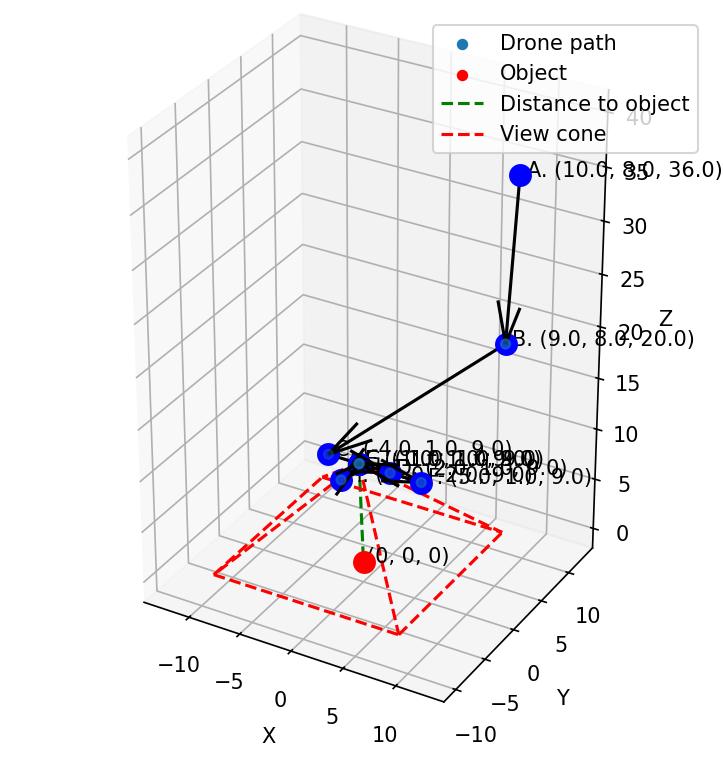 Drone path
Object
Distance to object
View cone
40
A. (10.0, 8.0, 36.0)
35
30
25
Z
20
B. (9.0, 8.0, 20.0)
15
10
5
0
(0, 0, 0)
−10
−5
0
5
10
X
−10
−5
0
5
10
Y